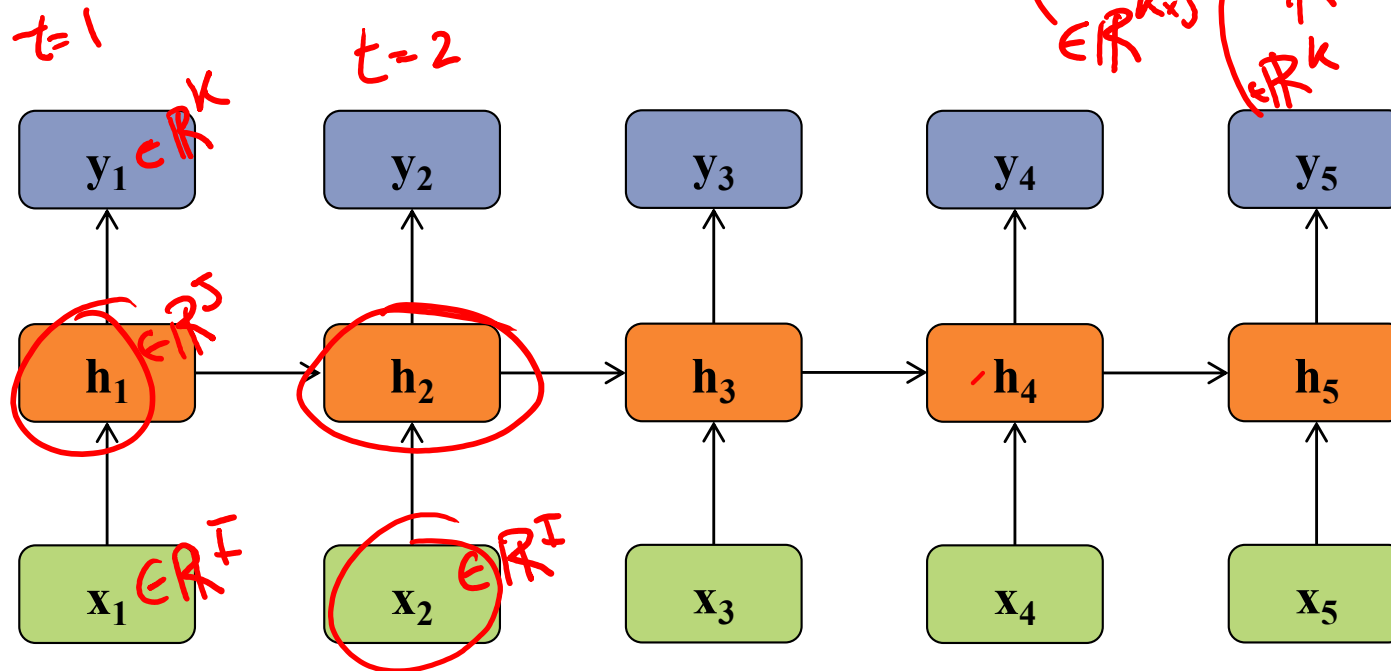 t=1
t=2
∈ℝ^{K×J}
∈ℝ^K
y₁ ∈ℝ^K
y₂
y₃
y₄
y₅
h₁ ∈ℝ^J
h₂
h₃
h₄
h₅
x₁ ∈ℝ^I
x₂ ∈ℝ^I
x₃
x₄
x₅